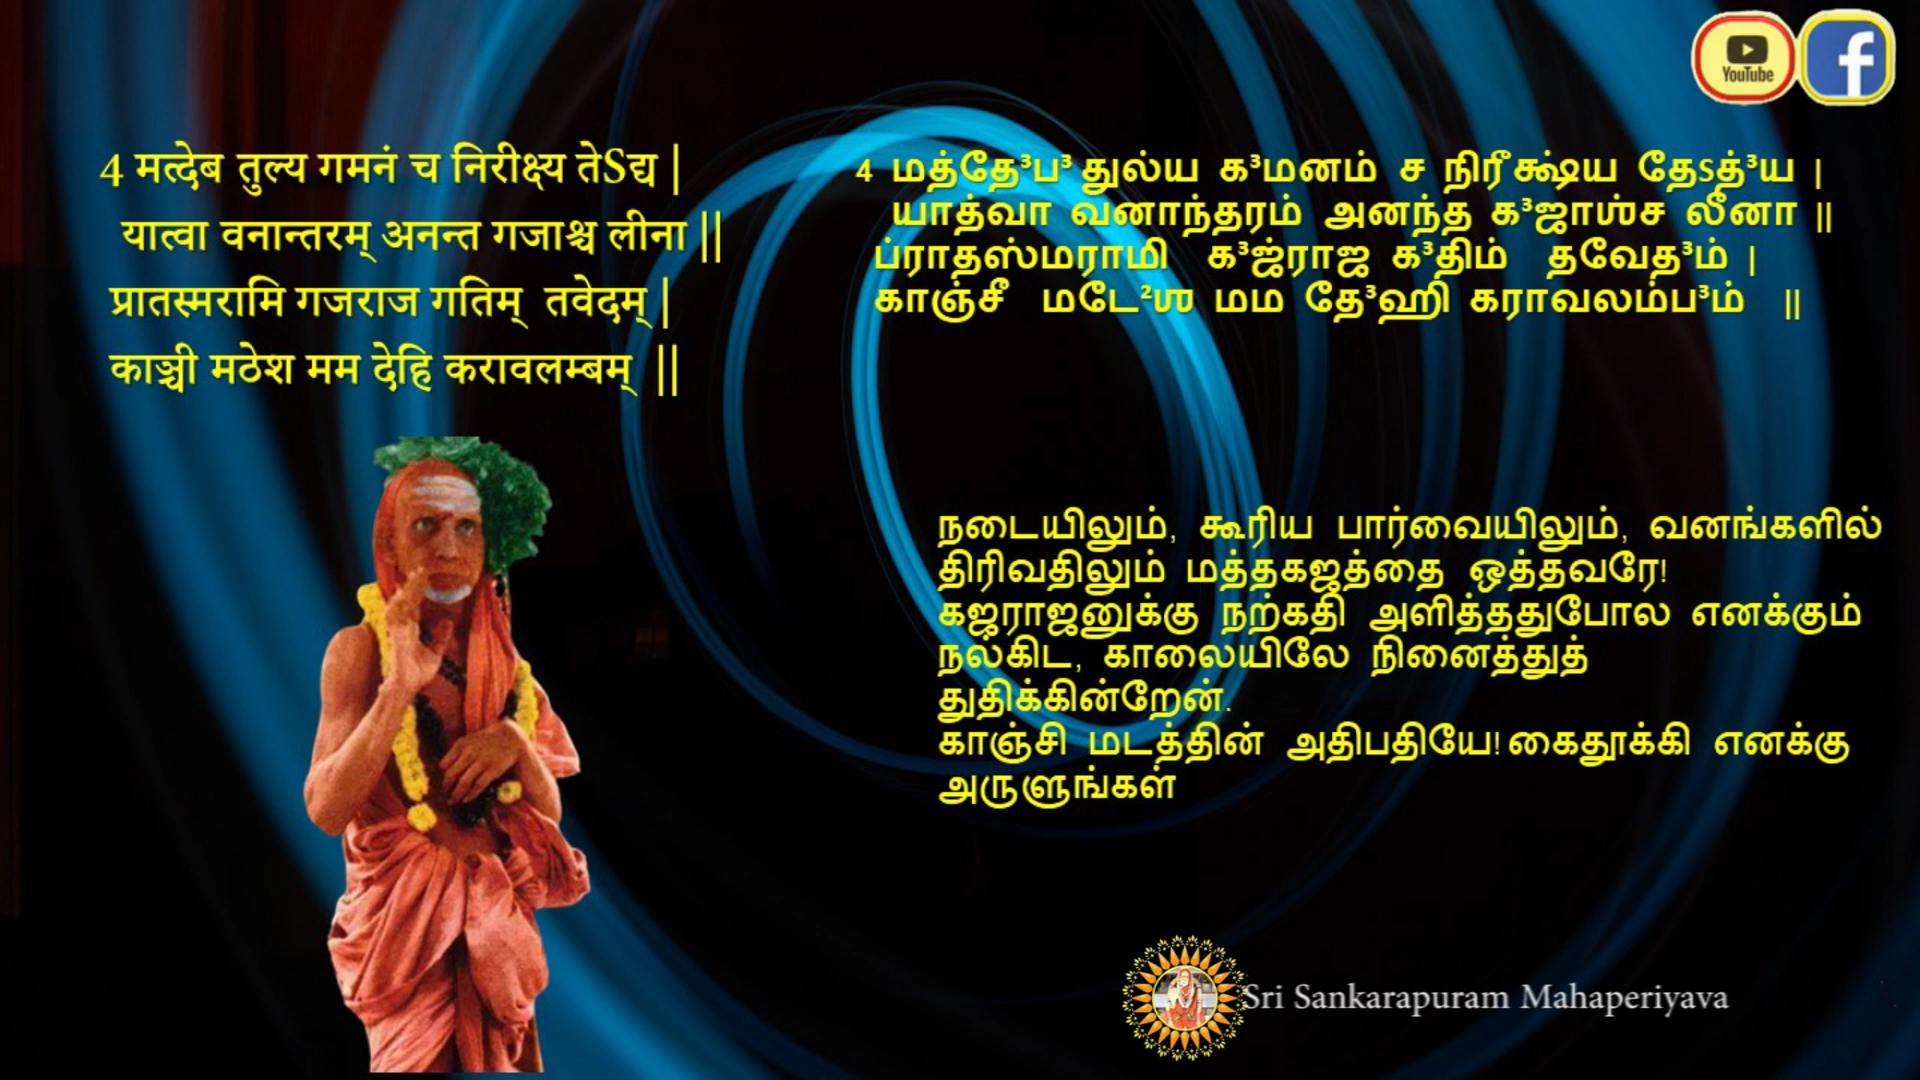 YouTube
f
4 मत्देब तुल्य गमनं च निरीक्ष्य तेSद्य |
यात्वा वनान्तरम् अनन्त गजाश्च लीना ||
प्रातस्मरामि गजराज गतिम् तवेदम् |
काञ्ची मठेश मम देहि करावलम्बम् ||
4 மத்தே³ப³ துல்ய க³மனம் ச நிரீக்ஷ்ய தேSத்³ய |
யாத்வா வனாந்தரம் அனந்த க³ஜாஶ்ச லீனா ||
ப்ராதஸ்மராமி க³ஜ்ராஜ க³திம் தவேத³ம் |
காஞ்சீ மடே²ஶ மம தே³ஹி கராவலம்ப³ம் ||
நடையிலும், கூரிய பார்வையிலும், வனங்களில்
திரிவதிலும் மத்தகஜத்தை ஒத்தவரே!
கஜராஜனுக்கு நற்கதி அளித்ததுபோல எனக்கும்
நல்கிட, காலையிலே நினைத்துத்
துதிக்கின்றேன்.
காஞ்சி மடத்தின் அதிபதியே! கைதூக்கி எனக்கு
அருளுங்கள்
Sri Sankarapuram Mahaperiyava